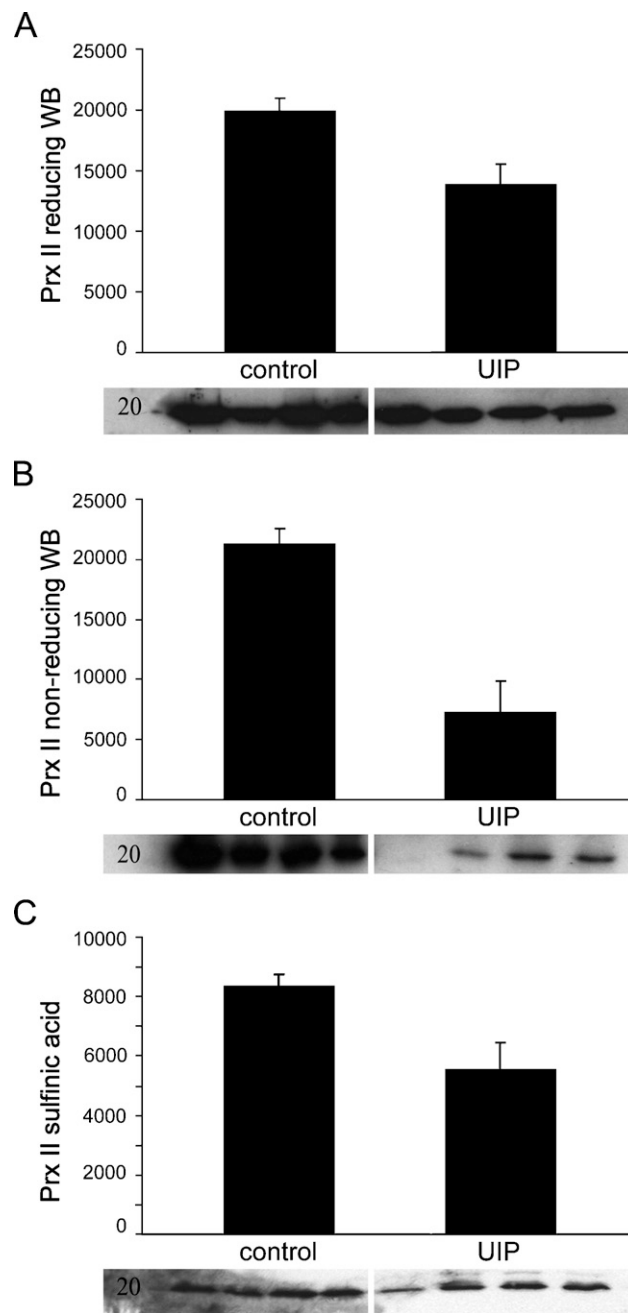 A
Prx II reducing WB
25000
20000
15000
10000
5000
0
control UIP
20
B
Prx II non-reducing WB
25000
20000
15000
10000
5000
0
control UIP
20
C
Prx II sulfinic acid
10000
8000
6000
4000
2000
0
control UIP
20